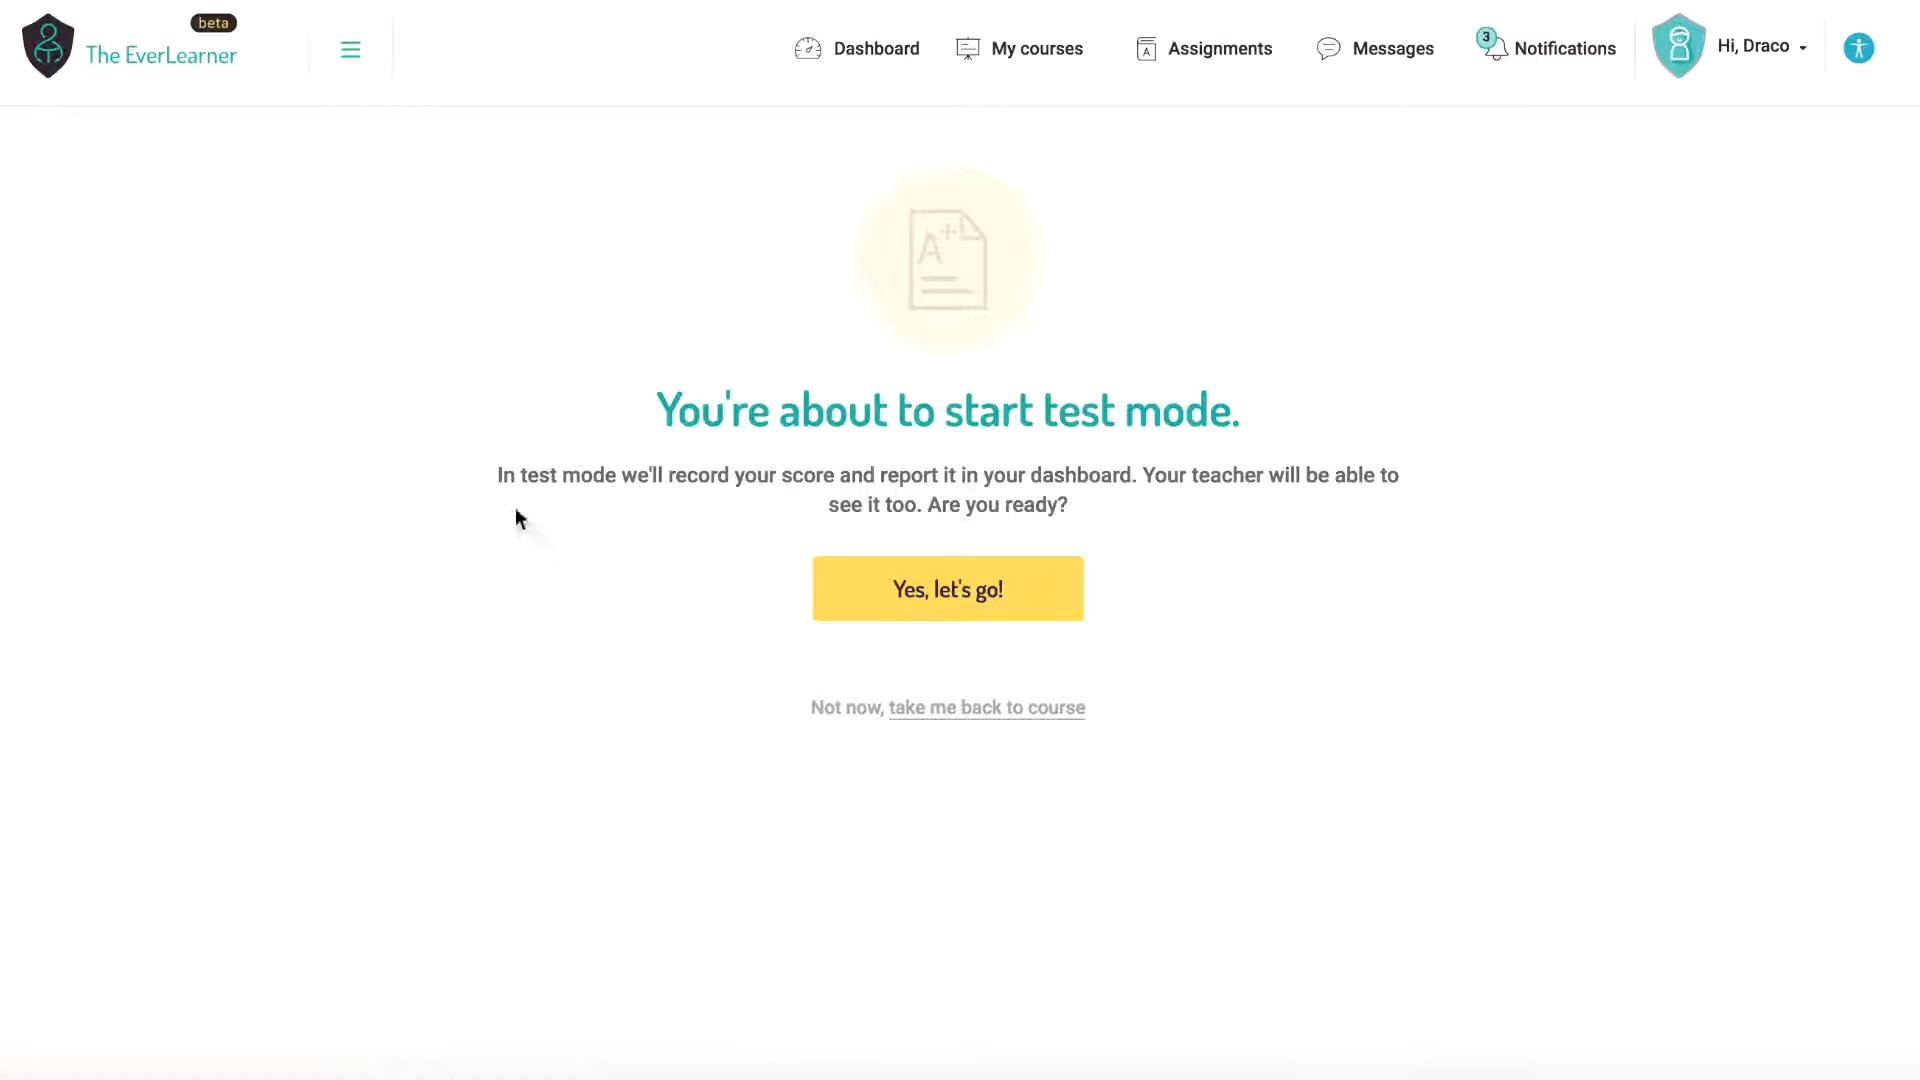 beta
The EverLearner
Dashboard
My courses
A
Assignments
Messages
3
Notifications
Hi, Draco
A+
You're about to start test mode.
In test mode we'll record your score and report it in your dashboard. Your teacher will be able to
see it too. Are you ready?
Yes, let's go!
Not now, take me back to course